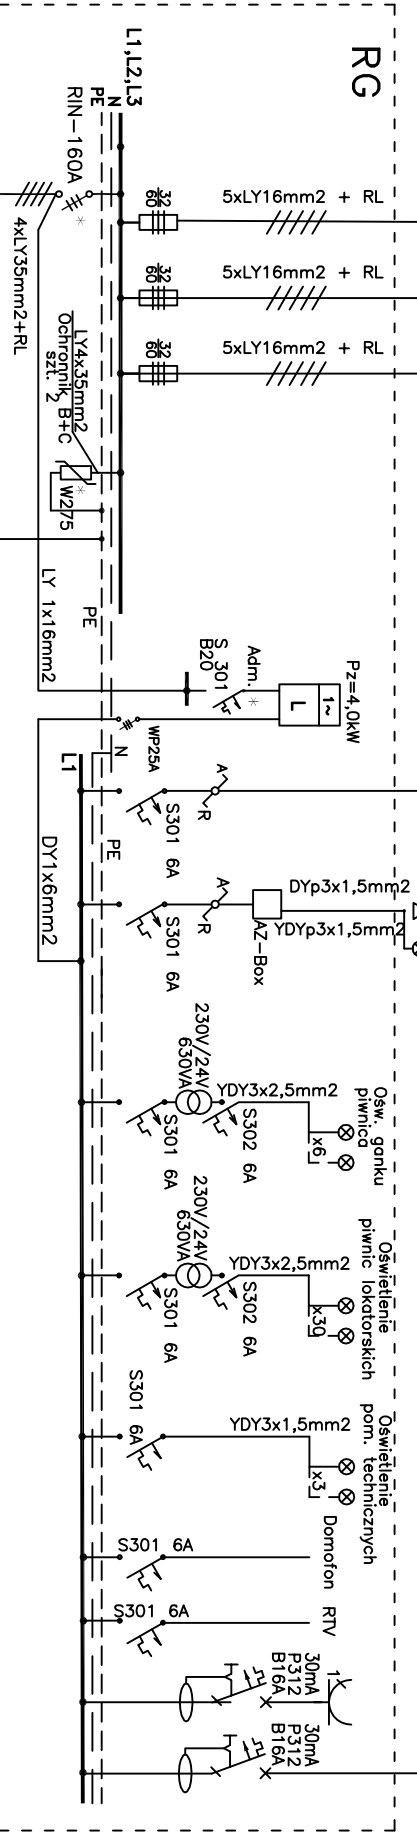 RG
L1,L2,L3
N
PE
RIN-160A
*
4xLY35mm2+RL
32
60
5xLY16mm2 + RL
32
60
5xLY16mm2 + RL
32
60
5xLY16mm2 + RL
LY4x35mm2
Ochronnik B+C
szt. 2
*
W275
PE
LY 1x16mm2
Pz=4,0kW
1~
L
Adm.
*
S 301
B20
WP25A
N
L1
PE
DY1x6mm2
A
R
S301 6A
A
R
S301 6A
AZ-Box
DYp3x1,5mm2
YDYp3x1,5mm2
230V/24V
630VA
S301 6A
S302 6A
YDY3x2,5mm2
x6
Ośw. ganku
piwnica
230V/24V
630VA
S301 6A
S302 6A
YDY3x2,5mm2
x30
Oświetlenie
piwnic lokatorskich
S301 6A
YDY3x1,5mm2
x3
Oświetlenie
pom. technicznych
S301 6A
Domofon
S301 6A
RTV
30mA
P312
B16A
1
30mA
P312
B16A